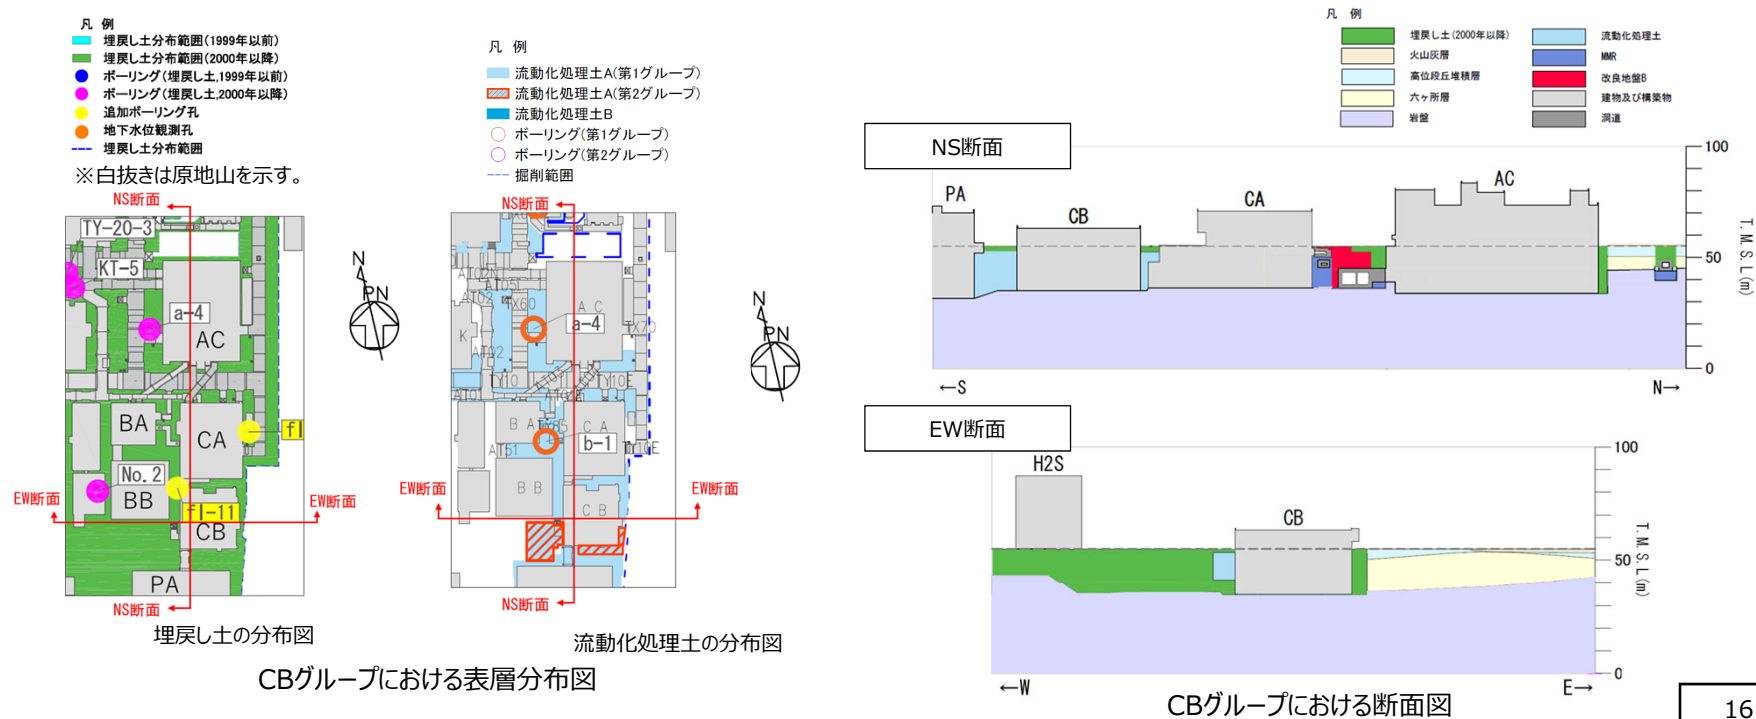 凡 例
埋戻し土分布範囲(1999年以前)
埋戻し土分布範囲(2000年以降)
ボーリング(埋戻し土,1999年以前)
ボーリング(埋戻し土,2000年以降)
追加ボーリング孔
地下水位観測孔
埋戻し土分布範囲
※白抜きは原地山を示す。
NS断面
TY-20-3
KT-5
a-4
AC
BA
CA
fl
No.2
BB
EW断面
EW断面
fl-11
CB
PA
NS断面
埋戻し土の分布図
N
PN
凡 例
流動化処理土A(第1グループ)
流動化処理土A(第2グループ)
流動化処理土B
ボーリング(第1グループ)
ボーリング(第2グループ)
掘削範囲
NS断面
AT02N
AT05L
AT02
TX60
A C
a-4
TX70
K
AT02
TY10
TY10E
AT01
B A
TY85
C A
b-1
AT51
B B
EW断面
EW断面
C B
NS断面
流動化処理土の分布図
N
PN
CBグループにおける表層分布図
凡 例
埋戻し土(2000年以降)
火山灰層
高位段丘堆積層
六ヶ所層
岩盤
流動化処理土
MMR
改良地盤B
建物及び構築物
洞道
NS断面
PA
CB
CA
AC
100
50
0
T.M.S.L(m)
←S
N→
EW断面
H2S
CB
100
50
0
T.M.S.L(m)
←W
E→
CBグループにおける断面図
16